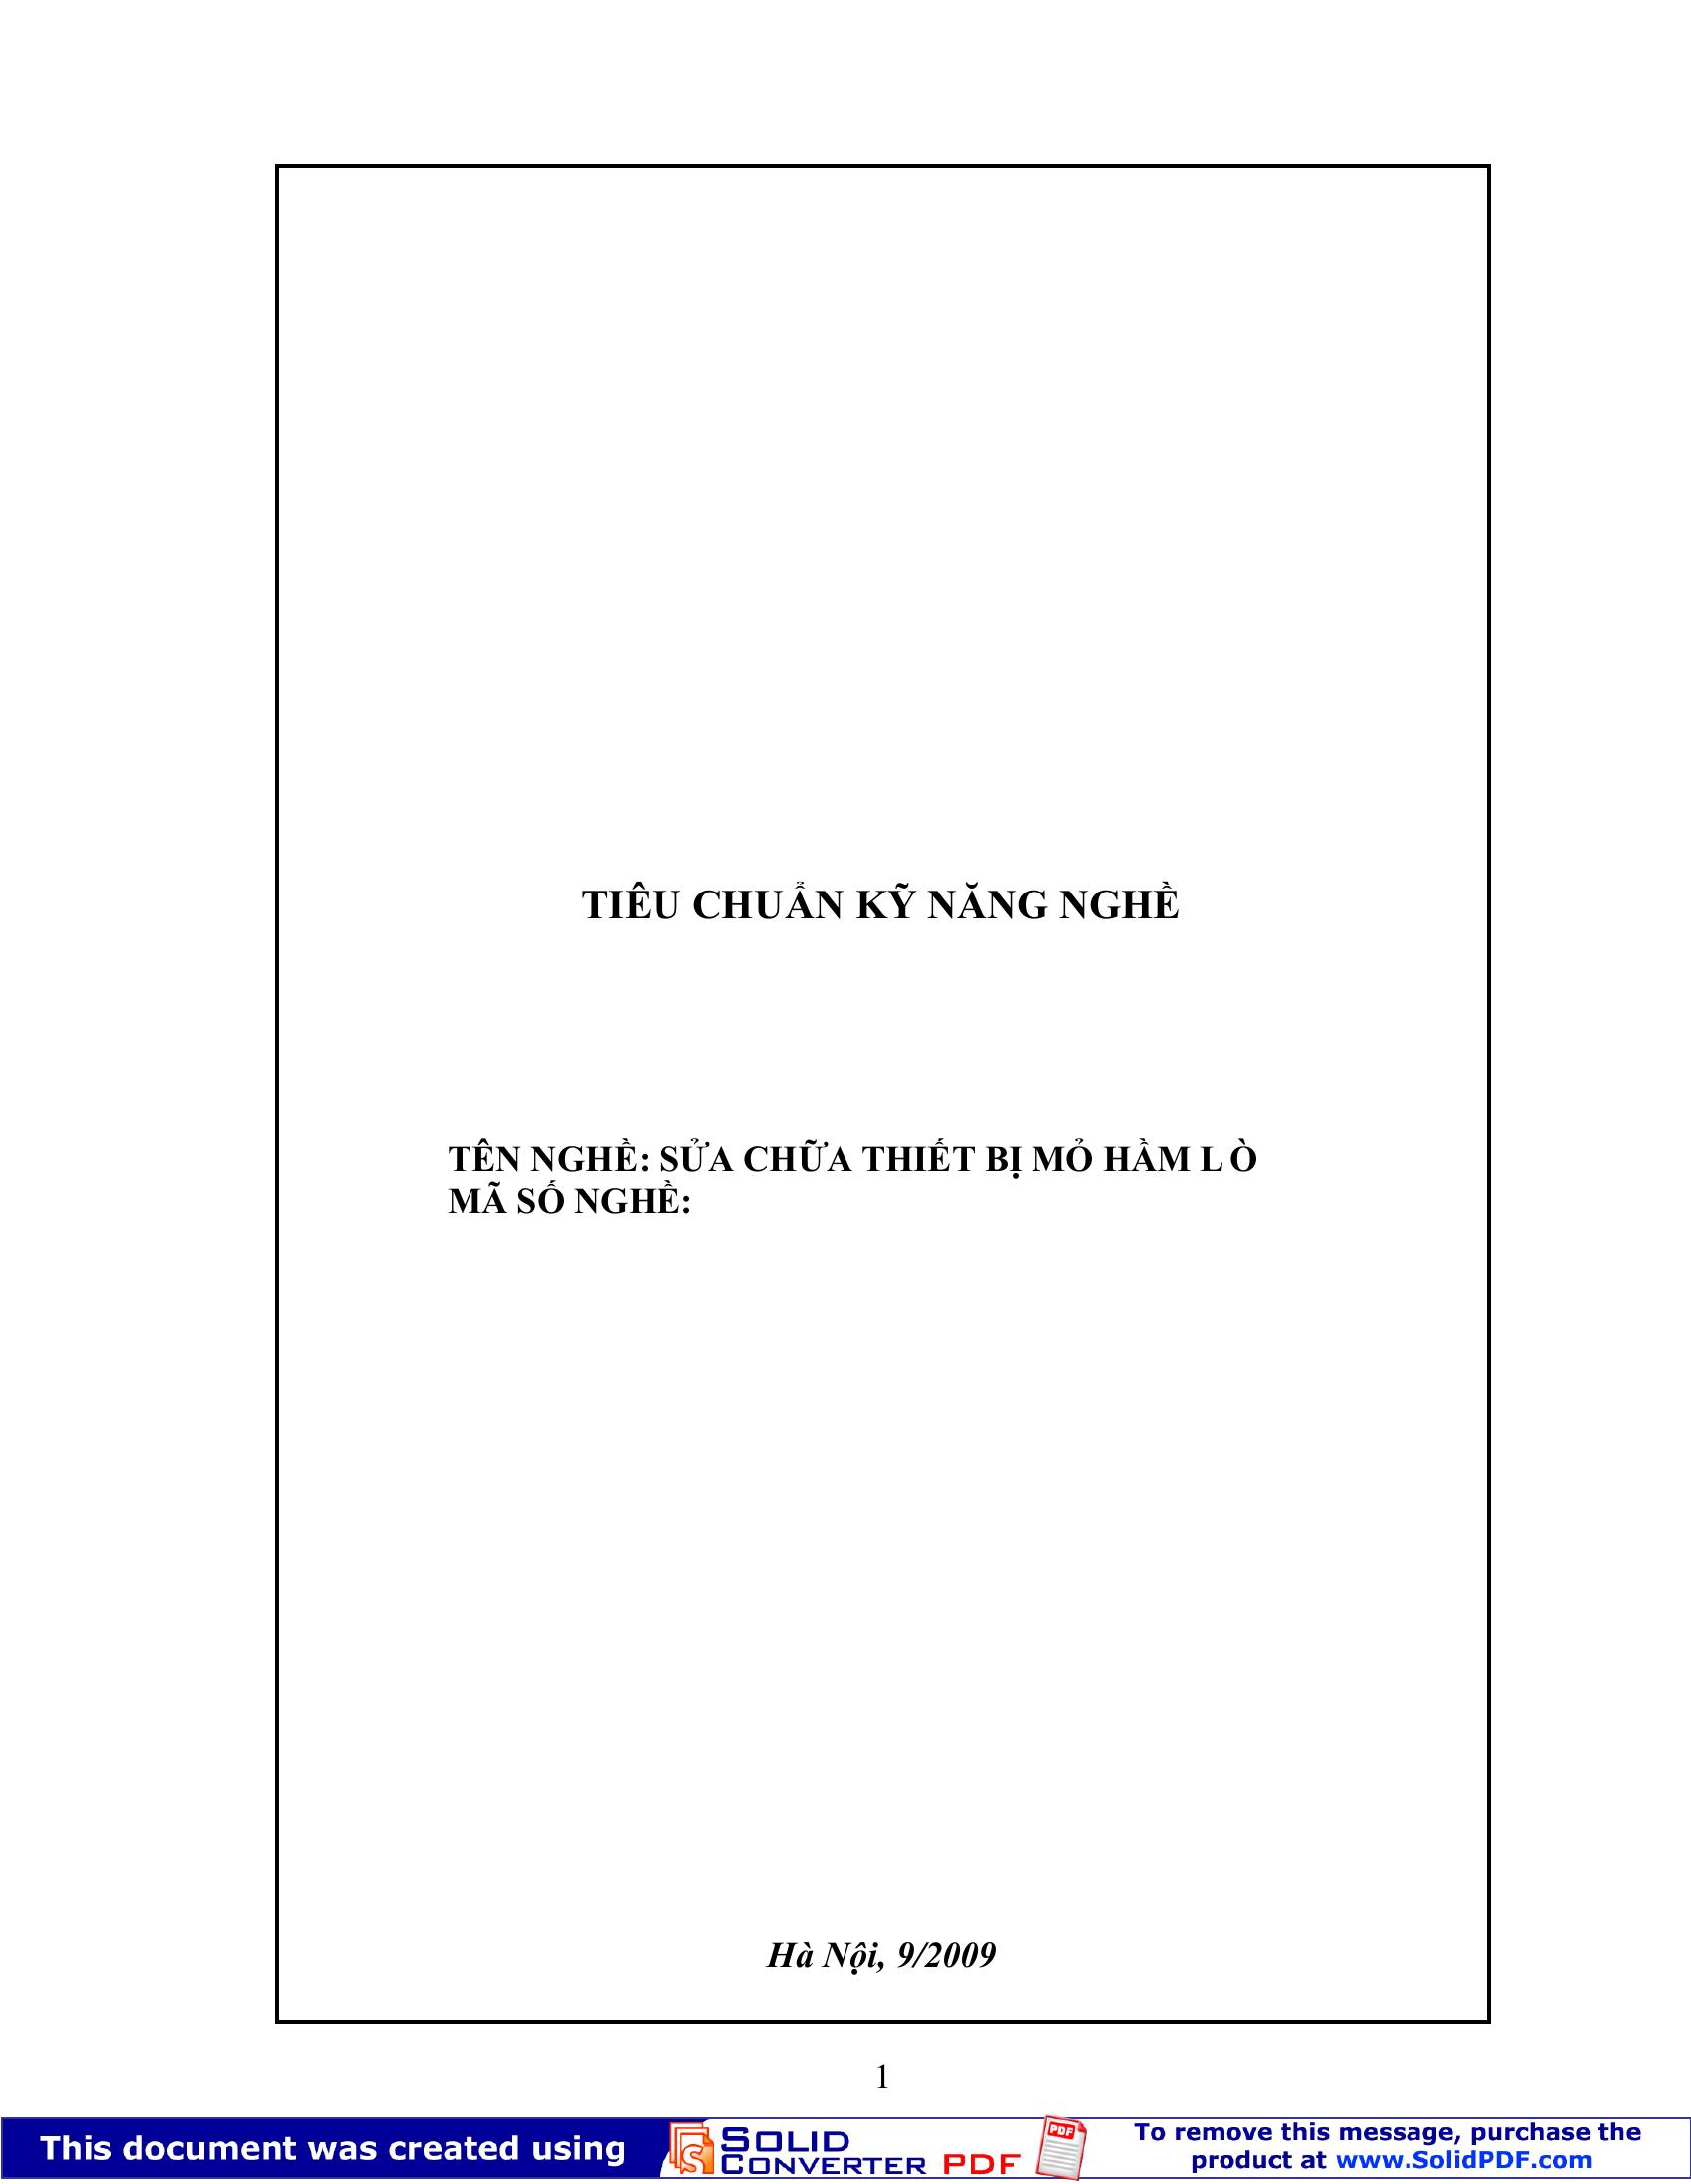 TIÊU CHUẨN KỸ NĂNG NGHỀ
TÊN NGHỀ: SỬA CHỮA THIẾT BỊ MỎ HẦM L Ò
MÃ SỐ NGHỀ:
Hà Nội, 9/2009
1
This document was created using
SOLID
CONVERTER PDF
PDF
S
To remove this message, purchase the
product at www.SolidPDF.com